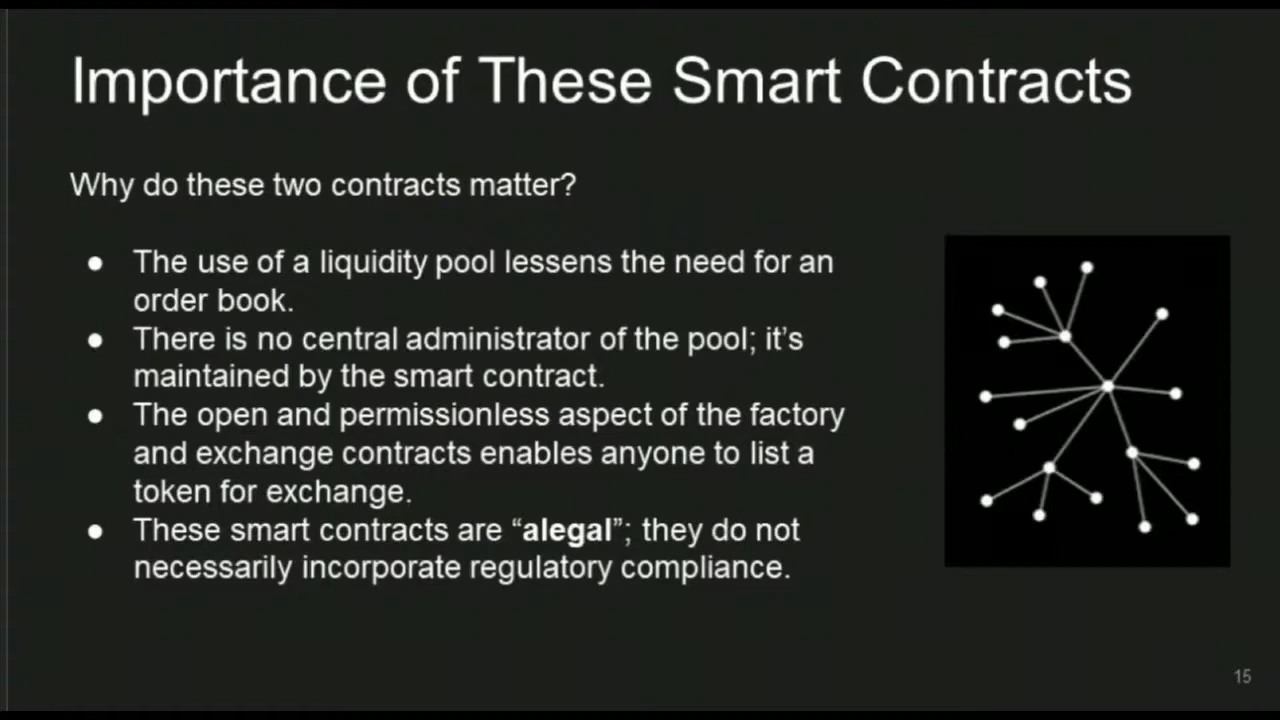 Importance of These Smart Contracts
Why do these two contracts matter?
● The use of a liquidity pool lessens the need for an
order book.
● There is no central administrator of the pool; it's
maintained by the smart contract.
● The open and permissionless aspect of the factory
and exchange contracts enables anyone to list a
token for exchange.
● These smart contracts are “alegal”; they do not
necessarily incorporate regulatory compliance.
15